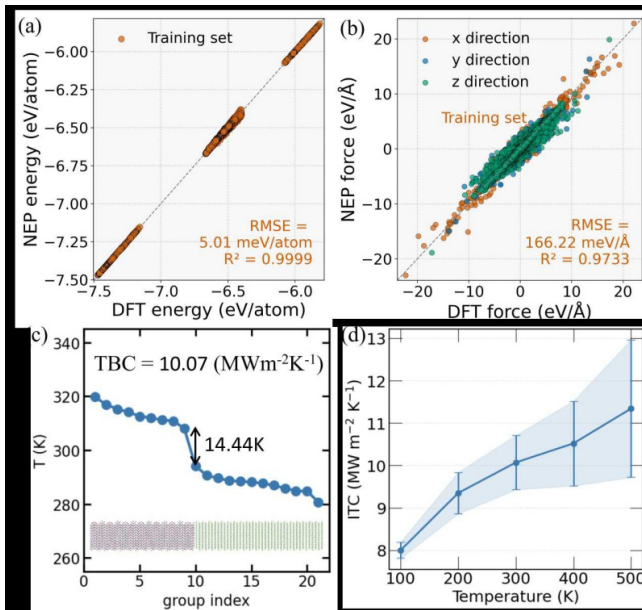 (a)
Training set
NEP energy (eV/atom)
−6.00
−6.25
−6.50
−6.75
−7.00
−7.25
−7.50
RMSE =
5.01 meV/atom
R² = 0.9999
−7.5 −7.0 −6.5 −6.0
DFT energy (eV/atom)
(b)
x direction
y direction
z direction
Training set
NEP force (eV/Å)
20
10
0
−10
−20
RMSE =
166.22 meV/Å
R² = 0.9733
−20 −10 0 10 20
DFT force (eV/Å)
c)
TBC = 10.07 (MWm⁻²K⁻¹)
14.44K
T (K)
340
320
300
280
260
0 5 10 15 20
group index
(d)
ITC (MW m⁻² K⁻¹)
13
12
11
10
9
8
100 200 300 400 500
Temperature (K)